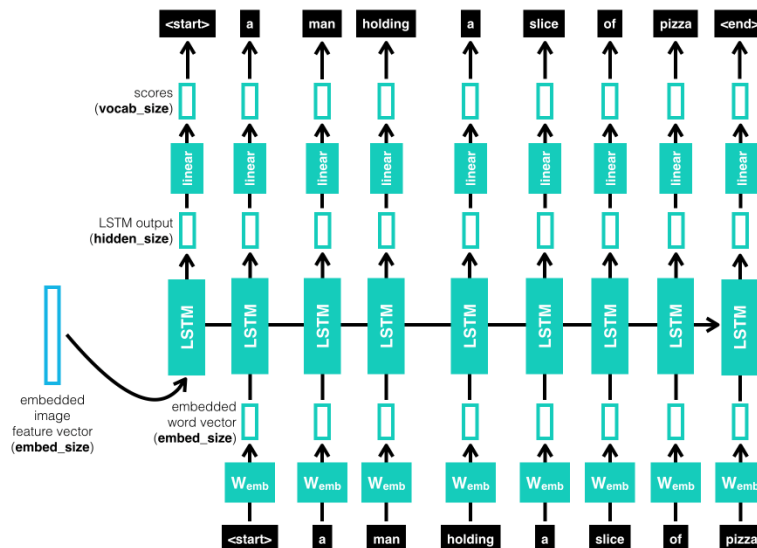 <start> a man holding a slice of pizza <end>
scores
(vocab_size)
linear linear linear linear linear linear linear linear linear
LSTM output
(hidden_size)
LSTM LSTM LSTM LSTM LSTM LSTM LSTM LSTM LSTM
embedded
image
feature vector
(embed_size)
embedded
word vector
(embed_size)
Wemb Wemb Wemb Wemb Wemb Wemb Wemb Wemb
<start> a man holding a slice of pizza